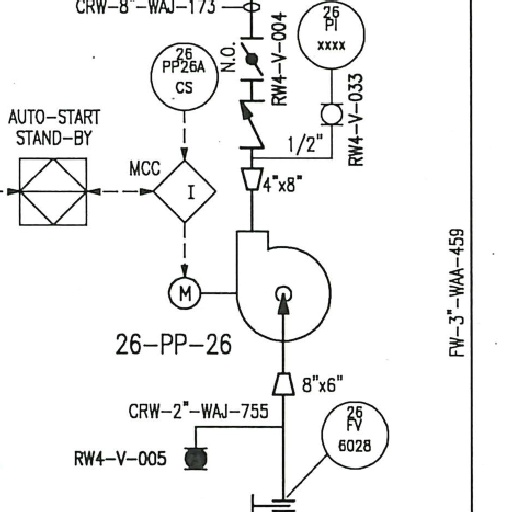 CRW-8"-WAJ-173
26
PI
xxxx
RW4-V-004
N.O.
26
PP26A
CS
RW4-V-033
AUTO-START
STAND-BY
1/2"
MCC
I
4"x8"
M
FW-3"-WAA-459
26-PP-26
8"x6"
CRW-2"-WAJ-755
26
FV
6028
RW4-V-005